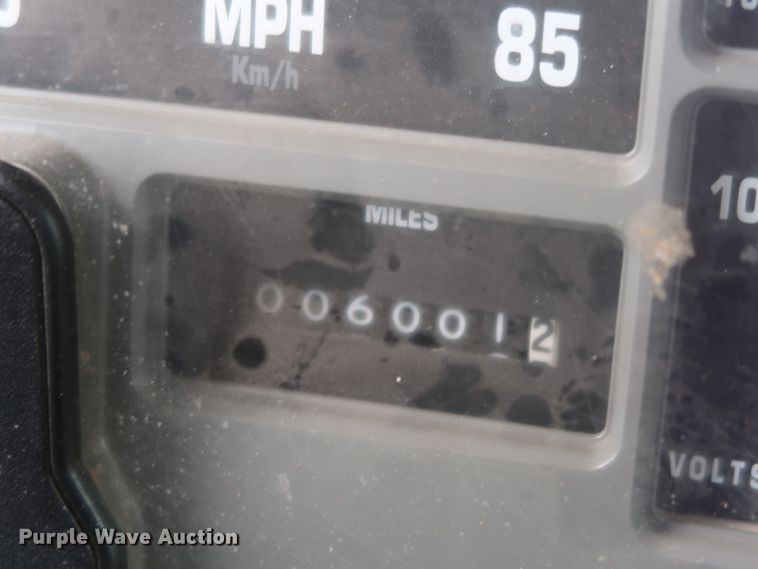 MPH 85
Km/h
MILES
10
0060012
VOLTS
Purple Wave Auction